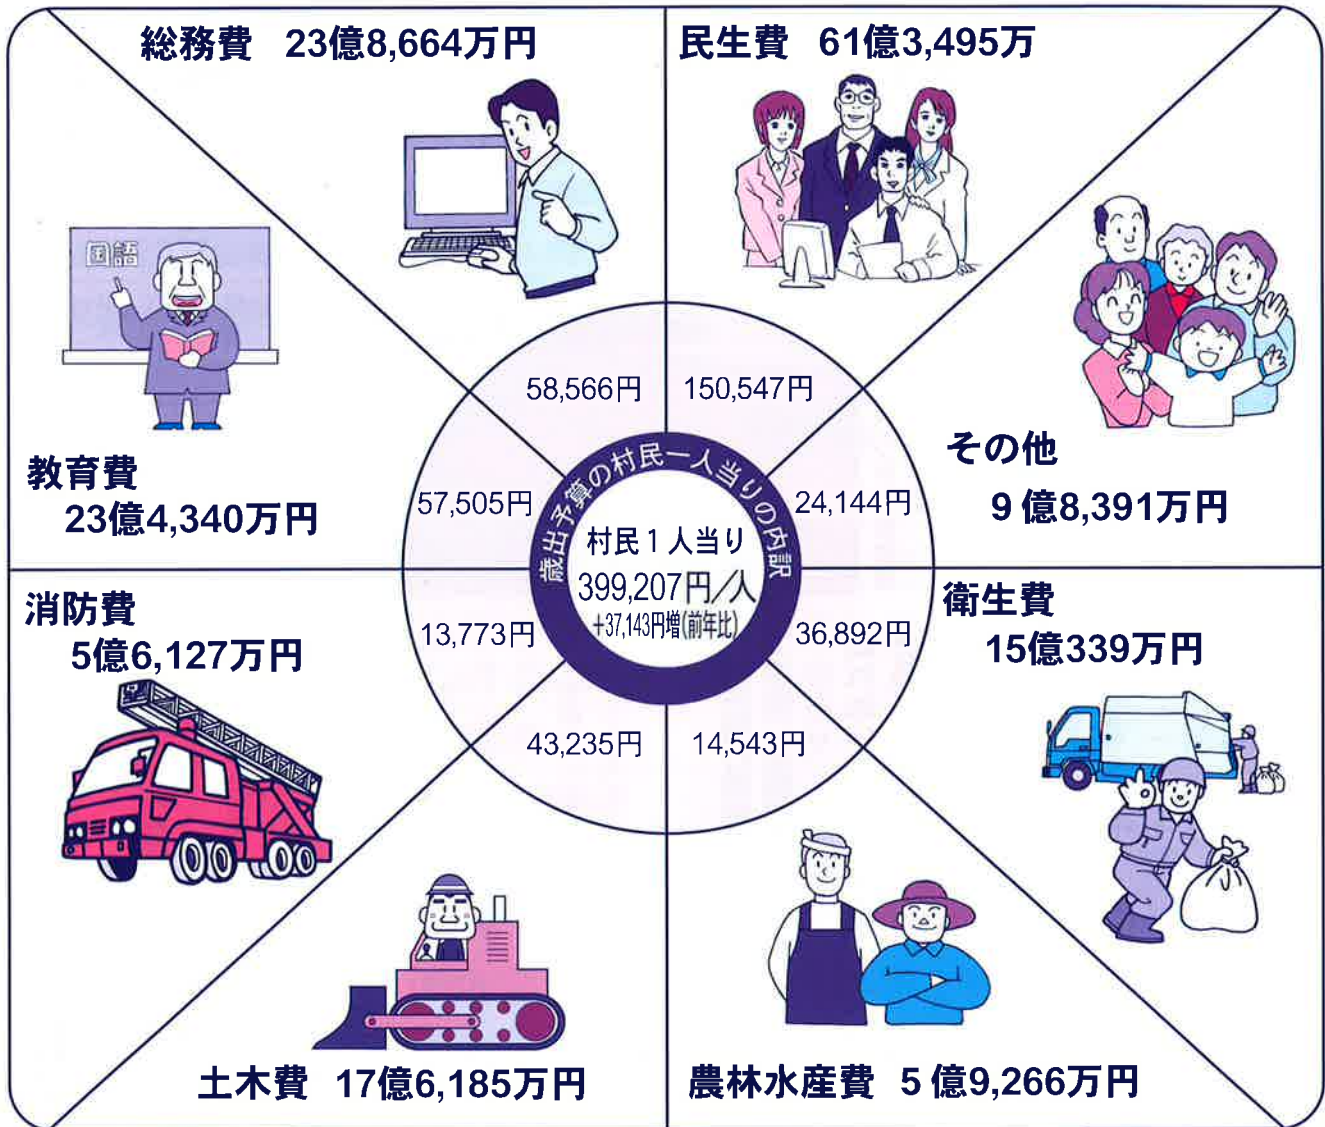 総務費 23億8,664万円
民生費 61億3,495万
国語
教育費
23億4,340万円
その他
9億8,391万円
58,566円
150,547円
57,505円
24,144円
歳出予算の村民一人当りの内訳
村民1人当り
399,207円/人
+37,143円増(前年比)
13,773円
36,892円
43,235円
14,543円
消防費
5億6,127万円
衛生費
15億339万円
土木費 17億6,185万円
農林水産費 5億9,266万円